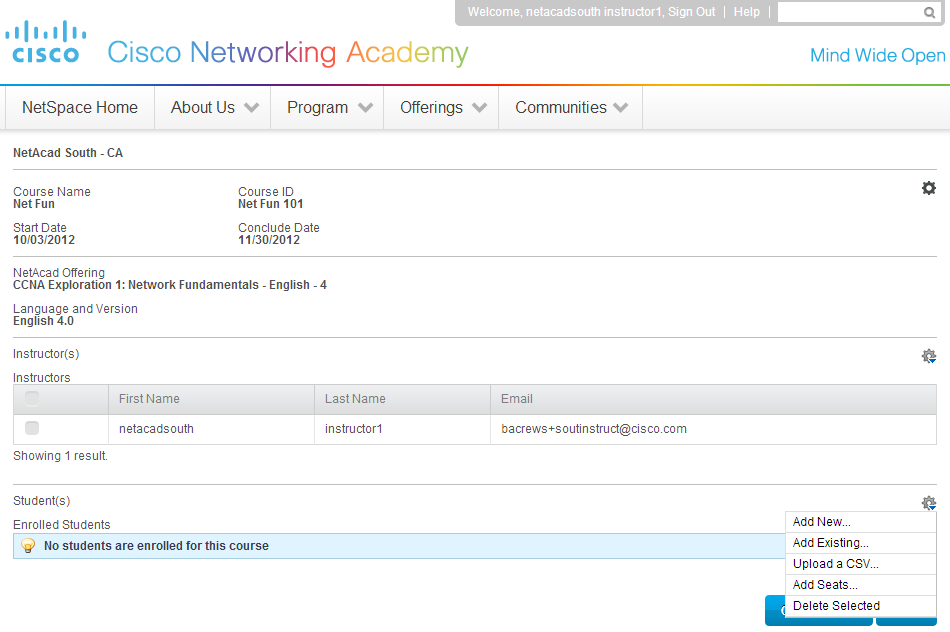 Welcome, netacadsouth instructor1, Sign Out | Help |
CISCO
Cisco Networking Academy
Mind Wide Open
NetSpace Home
About Us
Program
Offerings
Communities
NetAcad South - CA
Course Name
Net Fun
Course ID
Net Fun 101
Start Date
10/03/2012
Conclude Date
11/30/2012
NetAcad Offering
CCNA Exploration 1: Network Fundamentals - English - 4
Language and Version
English 4.0
Instructor(s)
Instructors
First Name Last Name Email
netacadsouth instructor1 bacrews+soutinstruct@cisco.com
Showing 1 result.
Student(s)
Enrolled Students
No students are enrolled for this course
Add New...
Add Existing...
Upload a CSV...
Add Seats...
Delete Selected